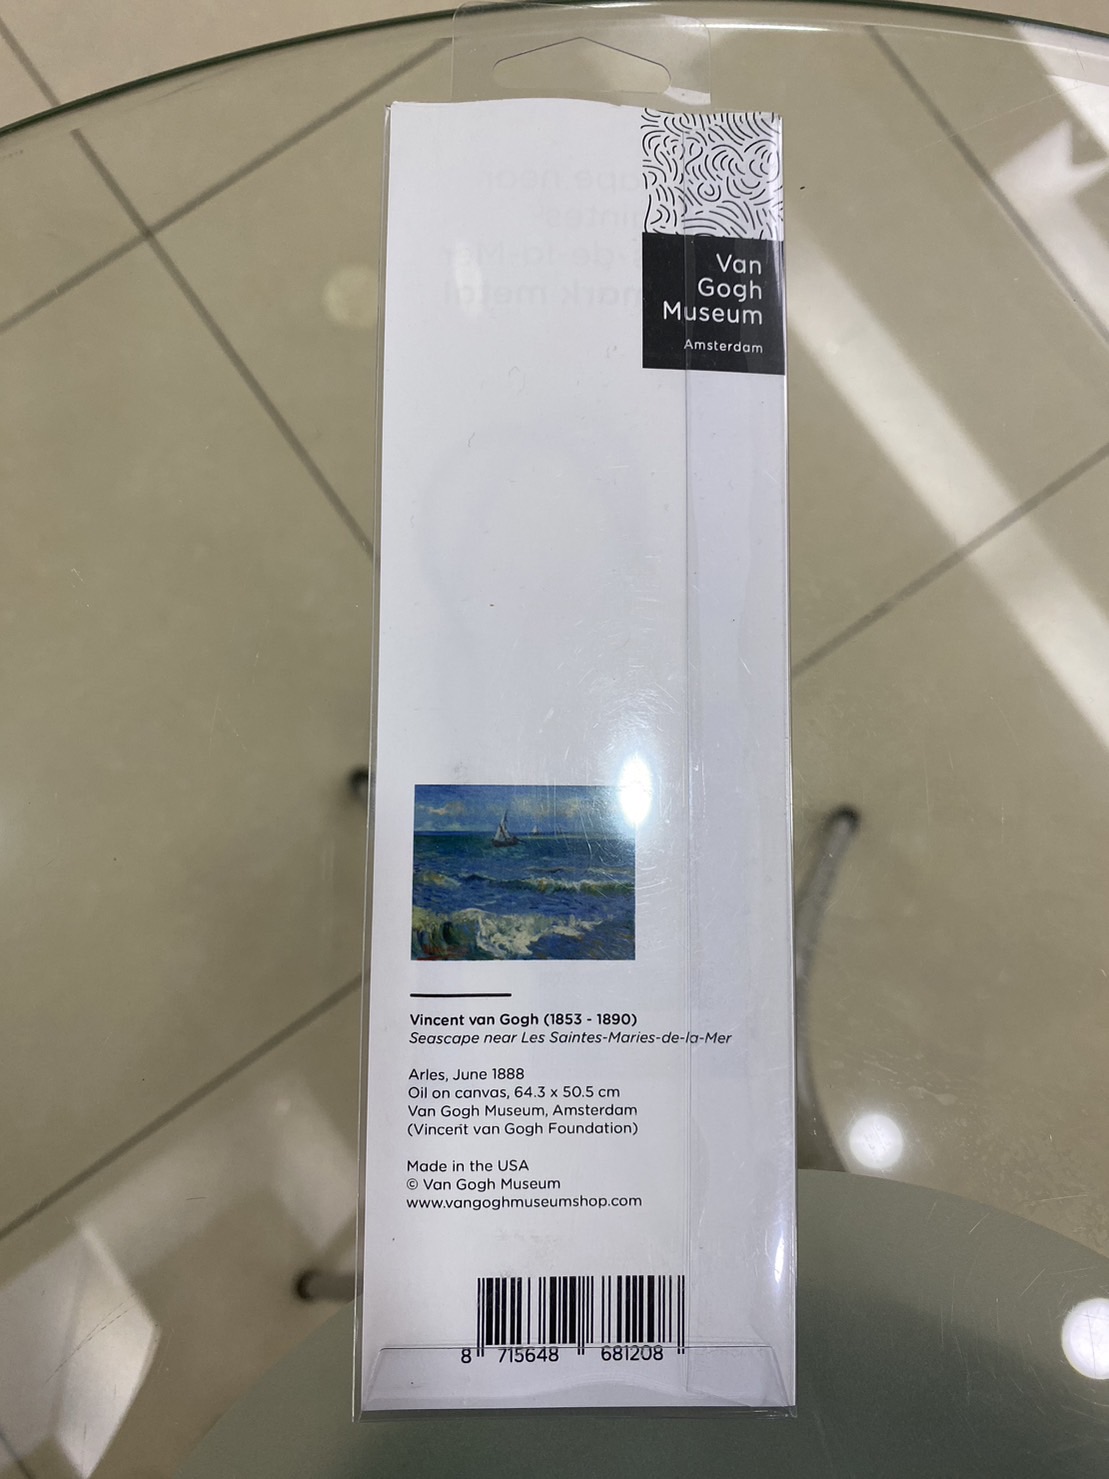 Van
Gogh
Museum
Amsterdam
Vincent van Gogh (1853 - 1890)
Seascape near Les Saintes-Maries-de-la-Mer
Arles, June 1888
Oil on canvas, 64.3 x 50.5 cm
Van Gogh Museum, Amsterdam
(Vincent van Gogh Foundation)
Made in the USA
© Van Gogh Museum
www.vangoghmuseumshop.com
8 715648 681208